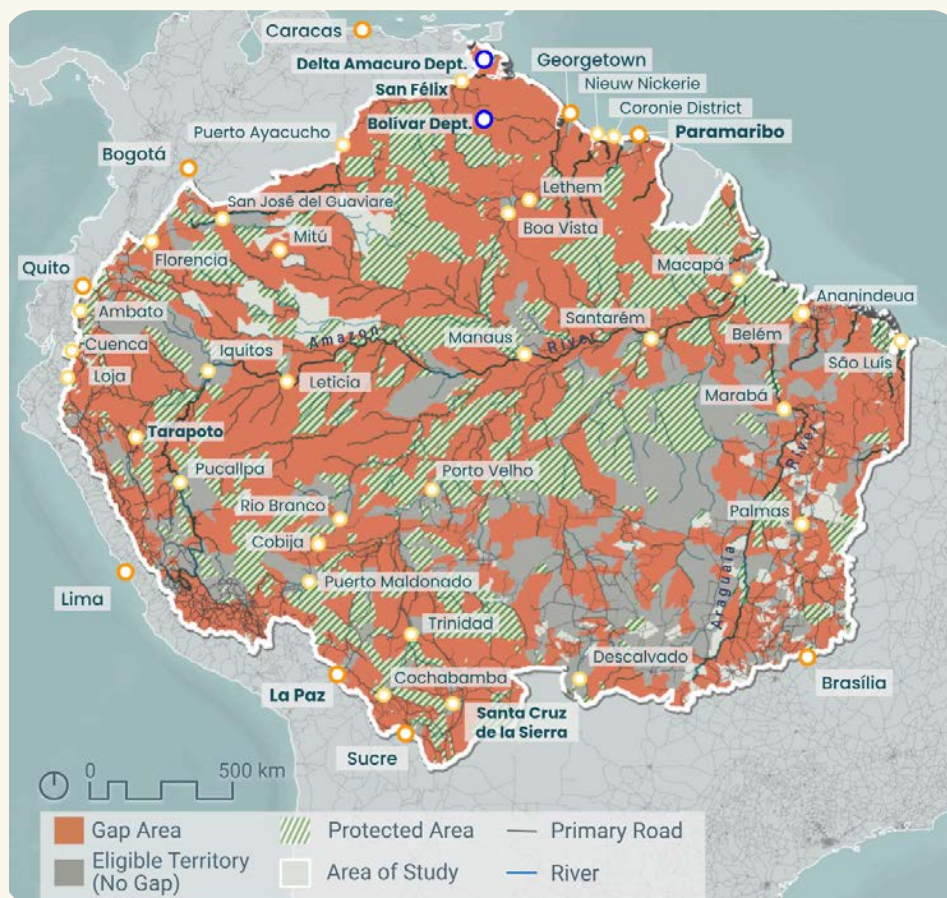 Caracas
Delta Amacuro Dept.
Georgetown
San Félix
Nieuw Nickerie
Coronie District
Bolívar Dept.
Puerto Ayacucho
Paramaribo
Bogotá
Lethem
San José del Guaviare
Boa Vista
Mitú
Florencia
Macapá
Quito
Ananindeua
Ambato
Santarém
Manaus
Amazon River
Belém
Cuenca
Iquitos
São Luís
Loja
Leticia
Marabá
Tarapoto
Pucallpa
Porto Velho
Araguaia River
Rio Branco
Palmas
Cobija
Lima
Puerto Maldonado
Trinidad
Descalvado
Cochabamba
La Paz
Brasília
Santa Cruz
de la Sierra
Sucre
0 500 km
Gap Area
Protected Area
Primary Road
Eligible Territory
(No Gap)
Area of Study
River